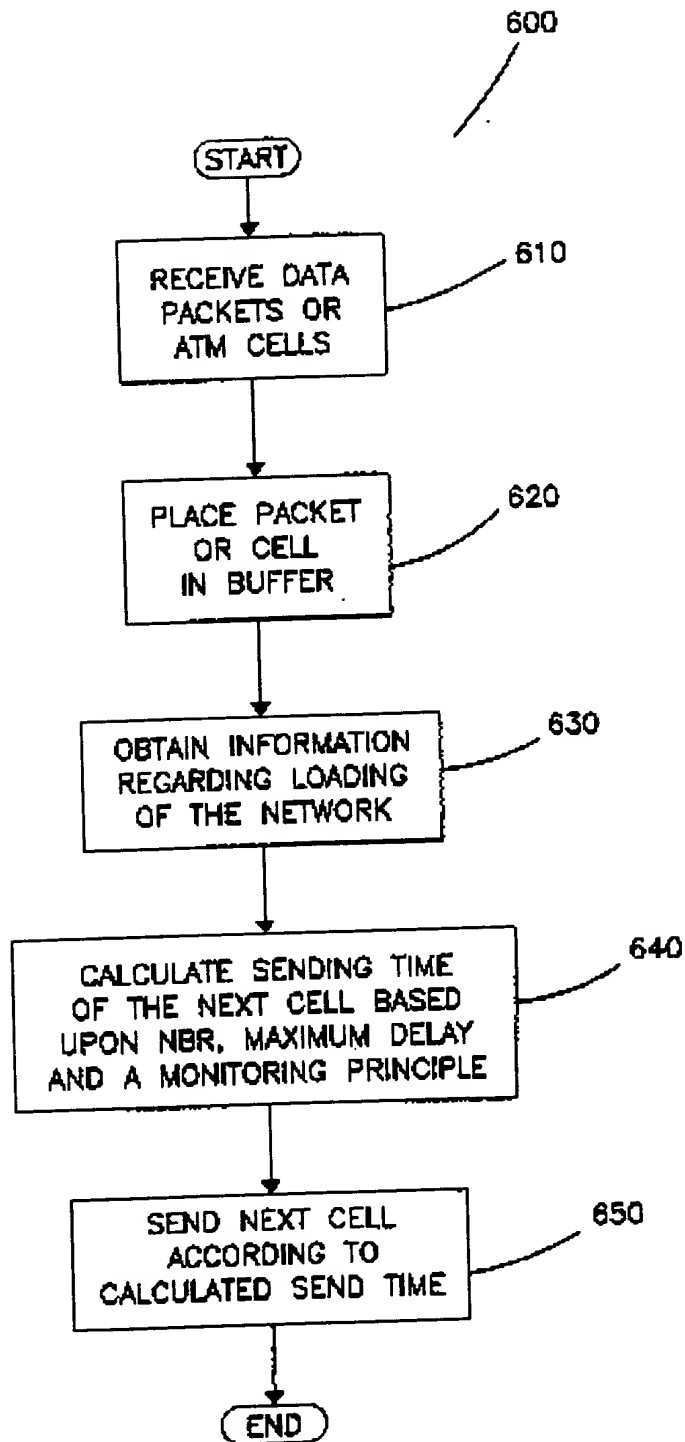 600
START
RECEIVE DATA
PACKETS OR
ATM CELLS
610
PLACE PACKET
OR CELL
IN BUFFER
620
OBTAIN INFORMATION
REGARDING LOADING
OF THE NETWORK
630
CALCULATE SENDING TIME
OF THE NEXT CELL BASED
UPON NBR, MAXIMUM DELAY
AND A MONITORING PRINCIPLE
640
SEND NEXT CELL
ACCORDING TO
CALCULATED SEND TIME
650
END